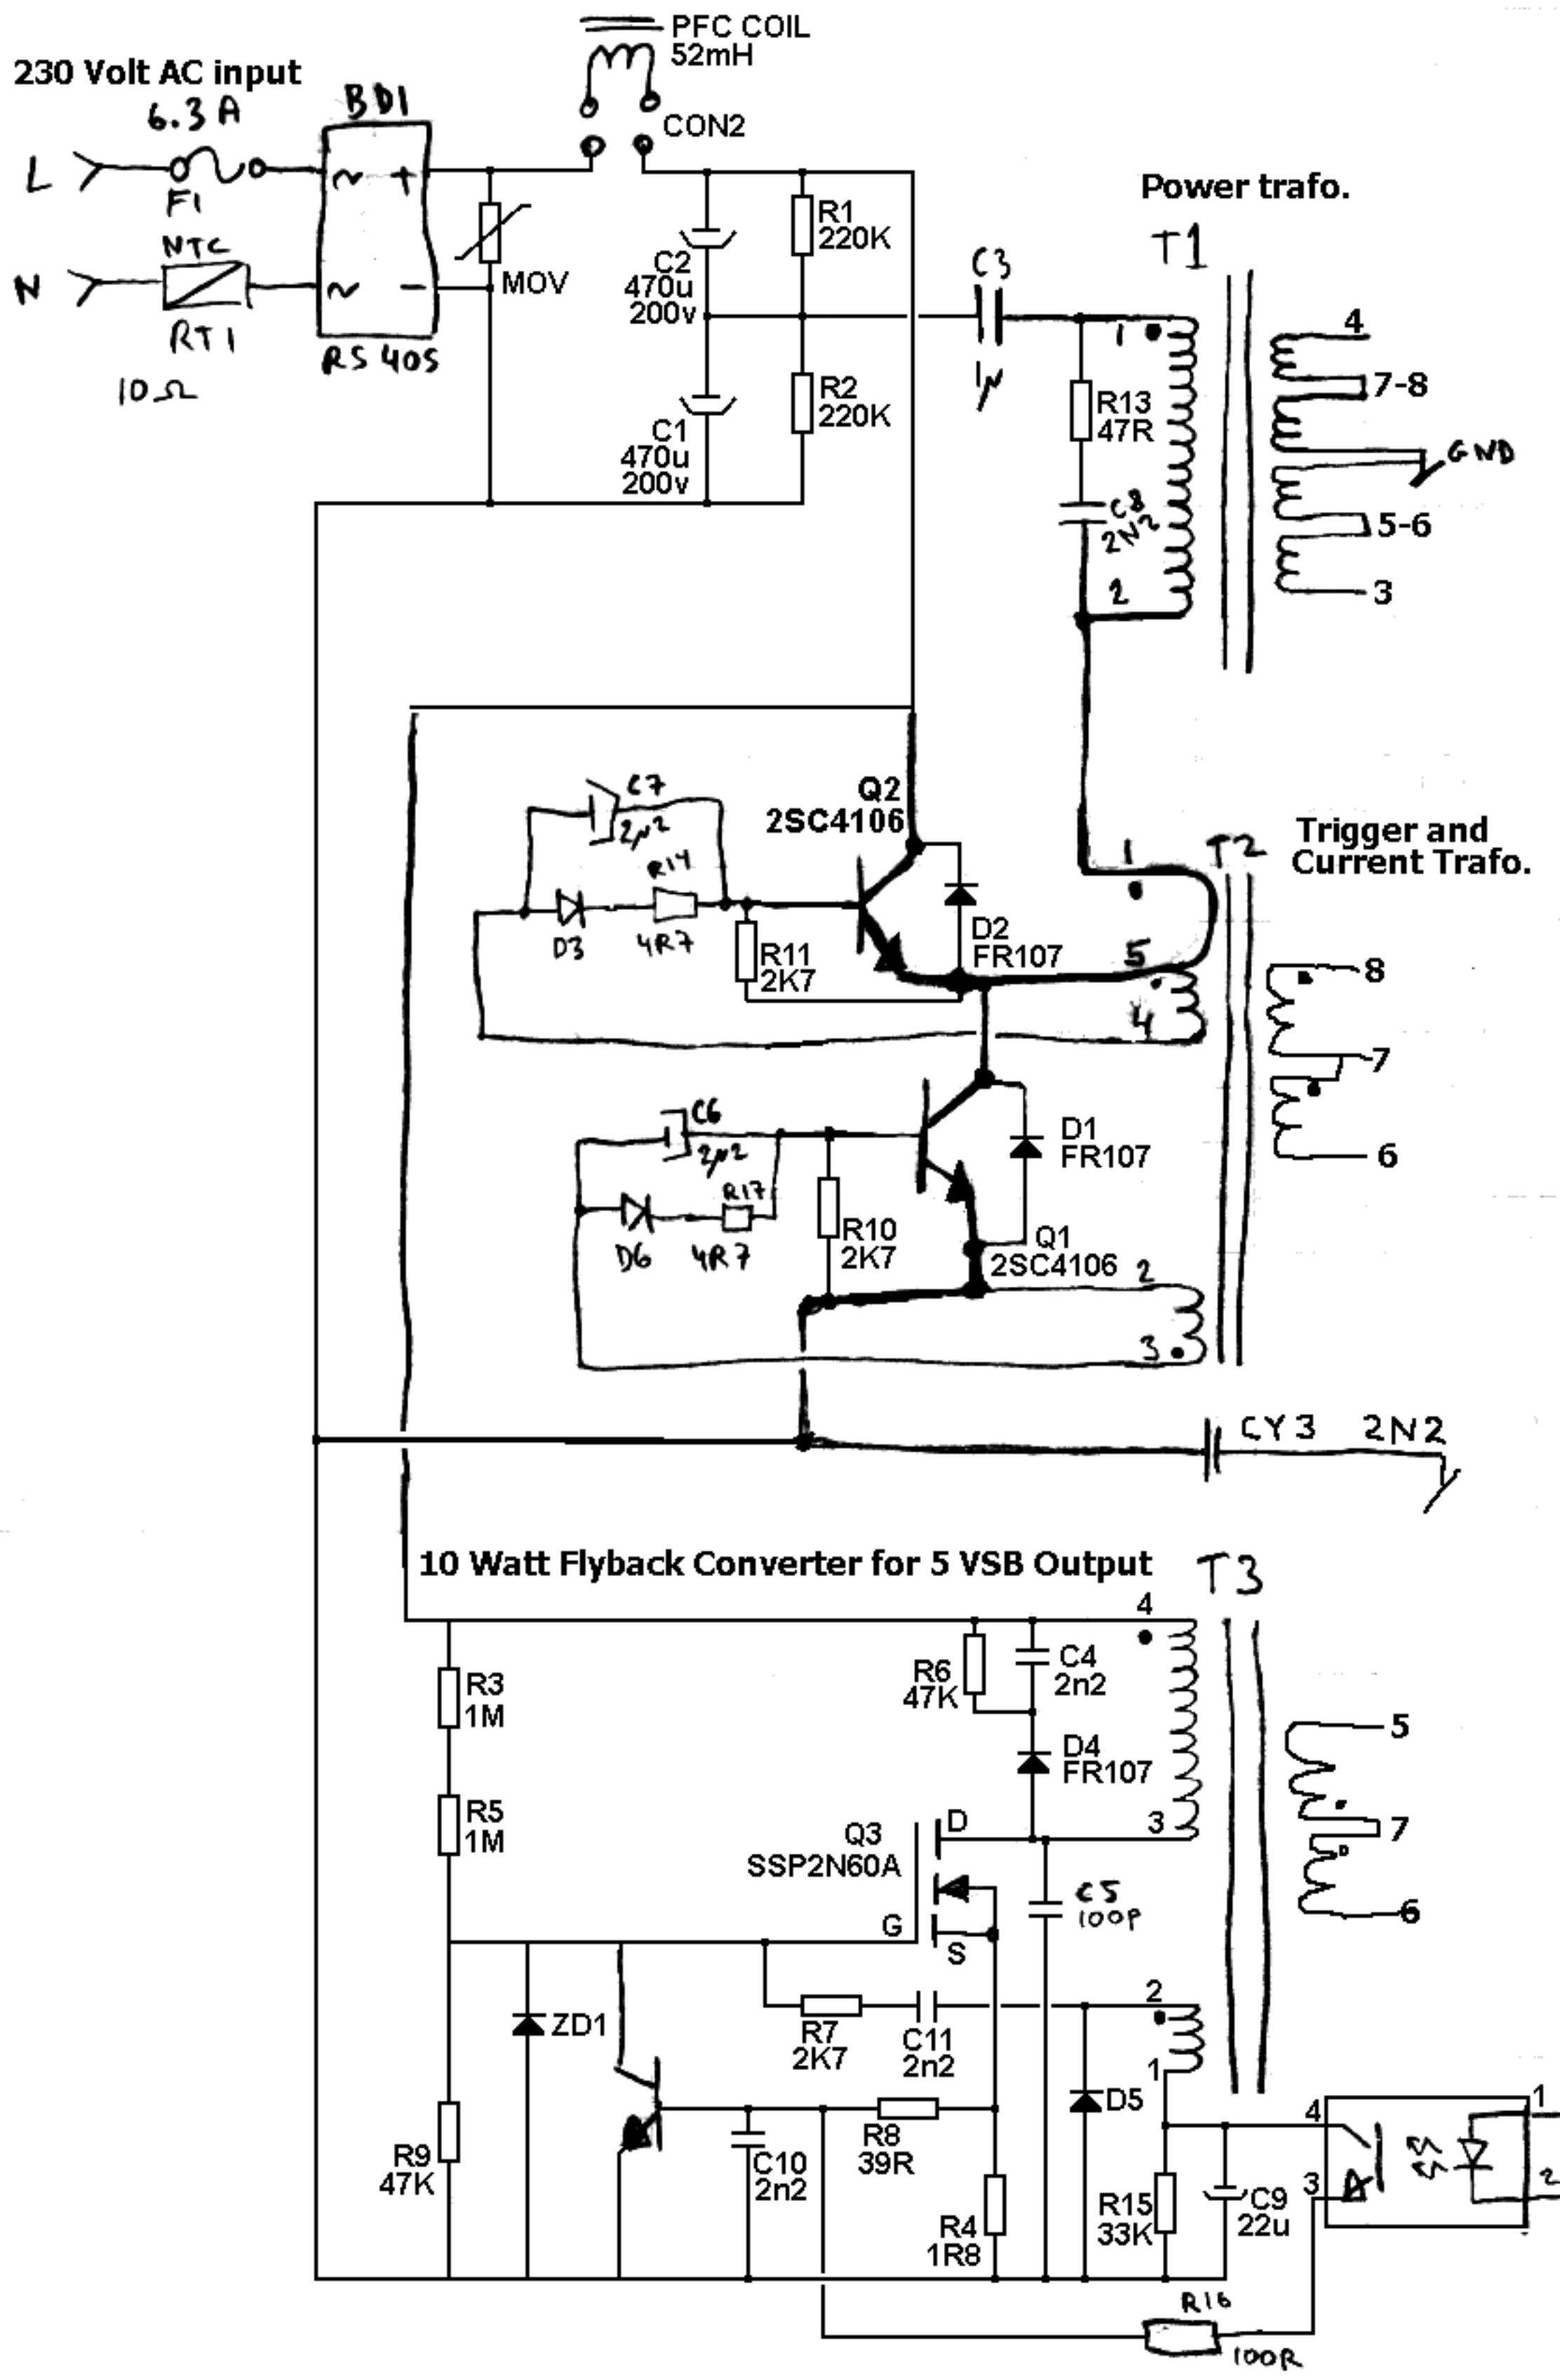 PFC COIL
52mH
230 Volt AC input
6.3 A
BD1
CON2
L
F1
~ +
Power trafo.
T1
NTC
N
~ -
MOV
RT1
10Ω
RS 405
R1
220K
C2
470u
200v
C3
1µ
1
4
7-8
R13
47R
GND
R2
220K
C1
470u
200v
C8
2N2
5-6
2
3
Q2
2SC4106
C7
2µ2
R14
D3
4R7
R11
2K7
D2
FR107
1
T2
Trigger and
Current Trafo.
5
4
8
7
6
C6
2µ2
R17
D6
4R7
R10
2K7
D1
FR107
Q1
2SC4106
2
3
CY3 2N2
10 Watt Flyback Converter for 5 VSB Output
T3
4
R3
1M
R6
47K
C4
2n2
R5
1M
D4
FR107
5
7
6
Q3
SSP2N60A
D
3
G
S
C5
100P
ZD1
R7
2K7
C11
2n2
2
1
D5
R9
47K
C10
2n2
R8
39R
R4
1R8
R15
33K
C9
22u
4
3
1
2
R16
100R